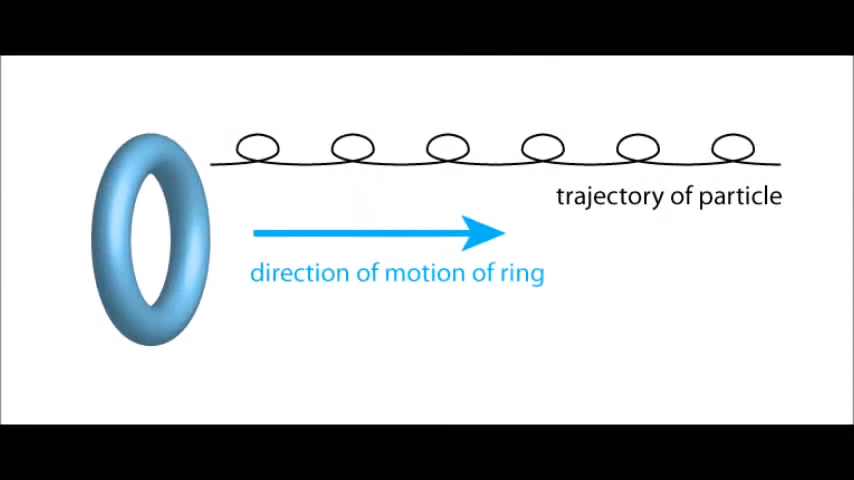 trajectory of particle
direction of motion of ring